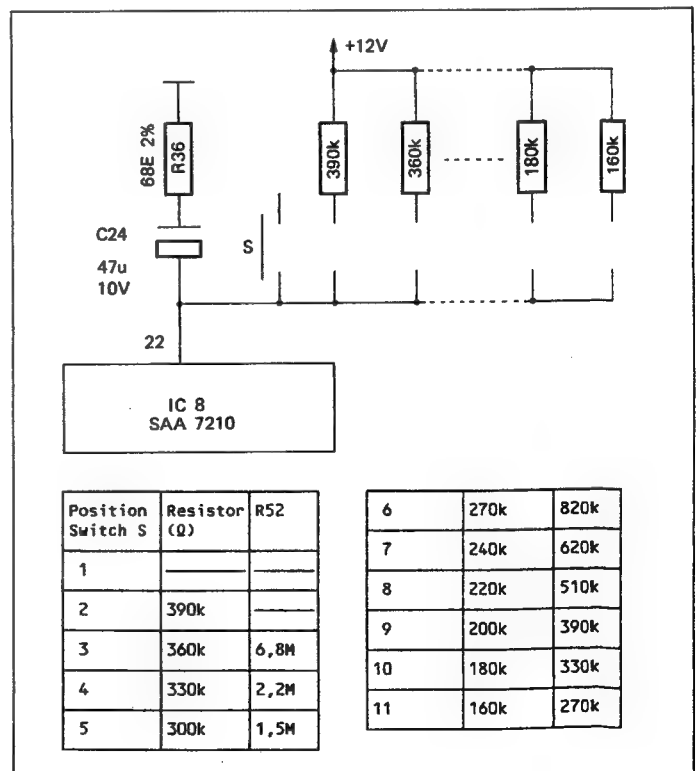 +12V
68E 2%
R36
390k
360k
180k
160k
C24
47u
10V
S
22
IC 8
SAA 7210
Position Switch S Resistor (Ω) R52
1
2 390k
3 360k 6,8M
4 330k 2,2M
5 300k 1,5M
6 270k 820k
7 240k 620k
8 220k 510k
9 200k 390k
10 180k 330k
11 160k 270k